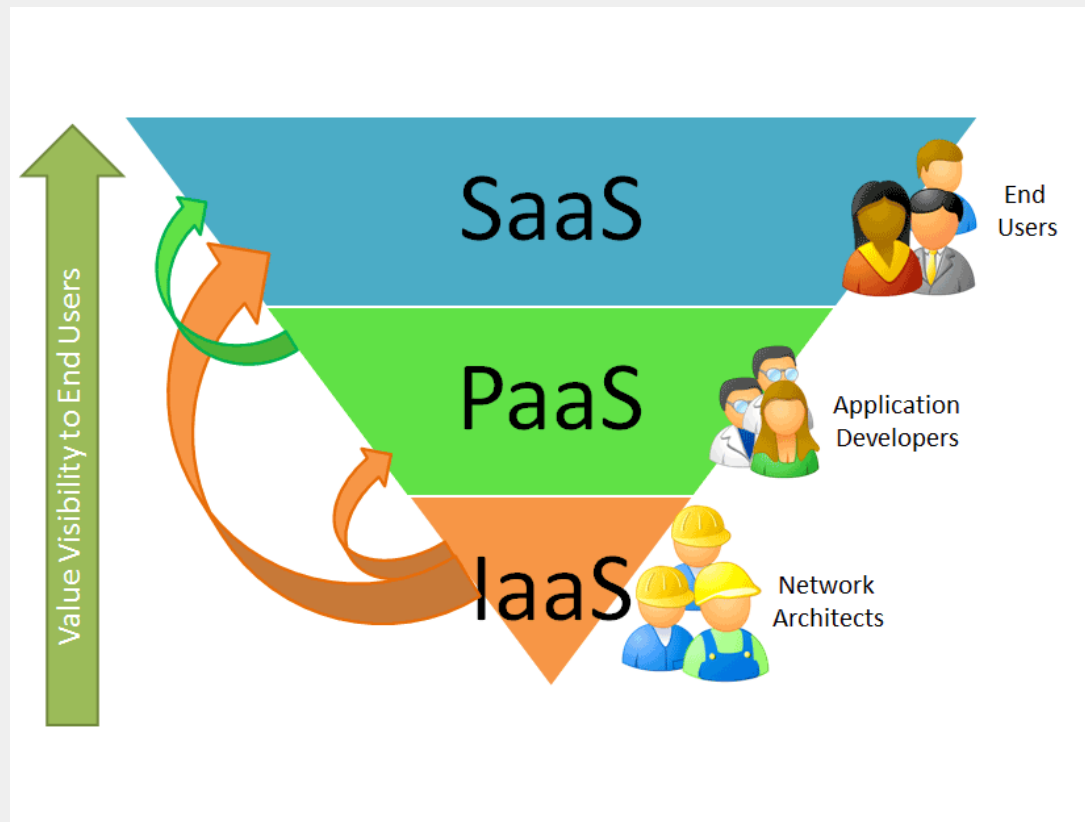 Value Visibility to End Users
SaaS
End
Users
PaaS
Application
Developers
IaaS
Network
Architects